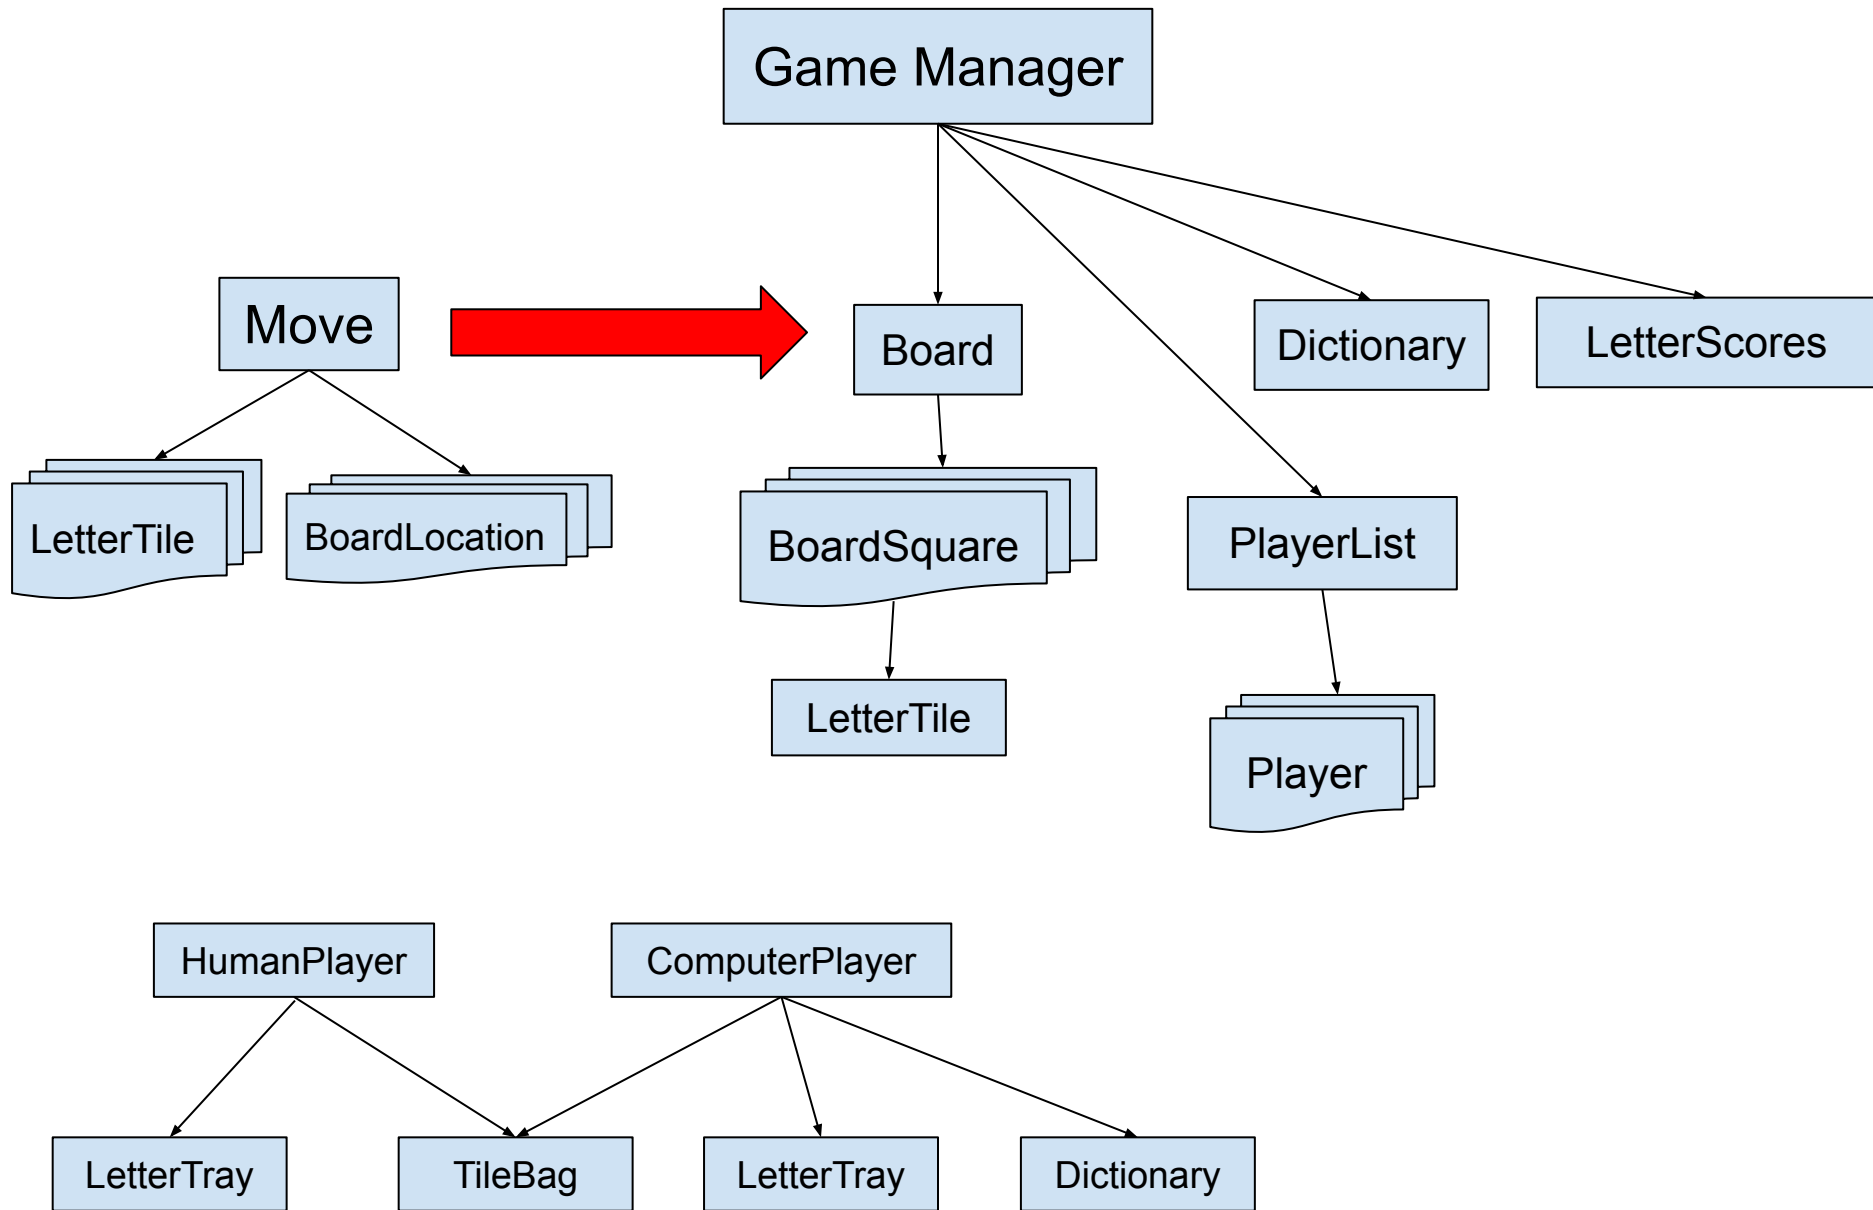 Game Manager
Move
Board
Dictionary
LetterScores
LetterTile
BoardLocation
BoardSquare
PlayerList
LetterTile
Player
HumanPlayer
ComputerPlayer
LetterTray
TileBag
LetterTray
Dictionary